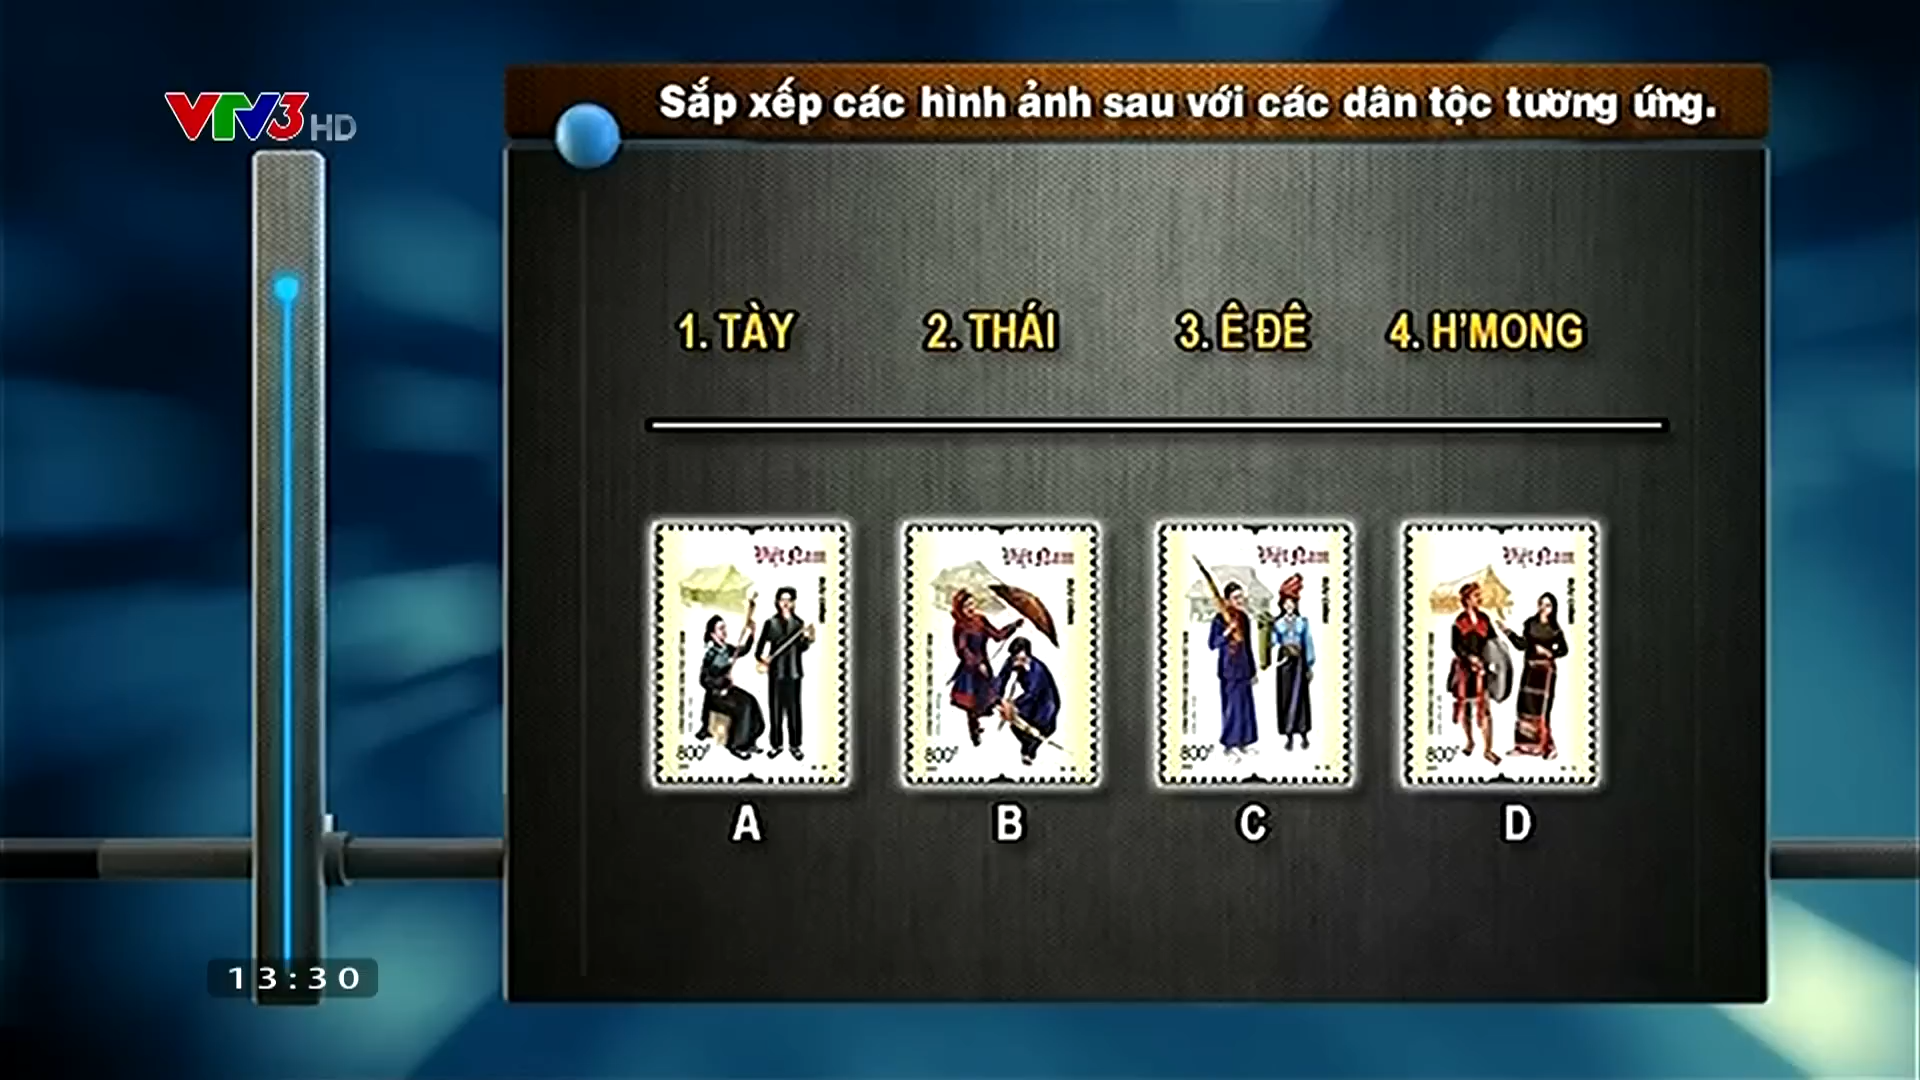 Sắp xếp các hình ảnh sau với các dân tộc tương ứng.
VTV3 HD
1. TÀY 2. THÁI 3. Ê ĐÊ 4. H'MONG
Việt Nam Việt Nam Việt Nam Việt Nam
800đ 800đ 800đ 800đ
A B C D
13:30